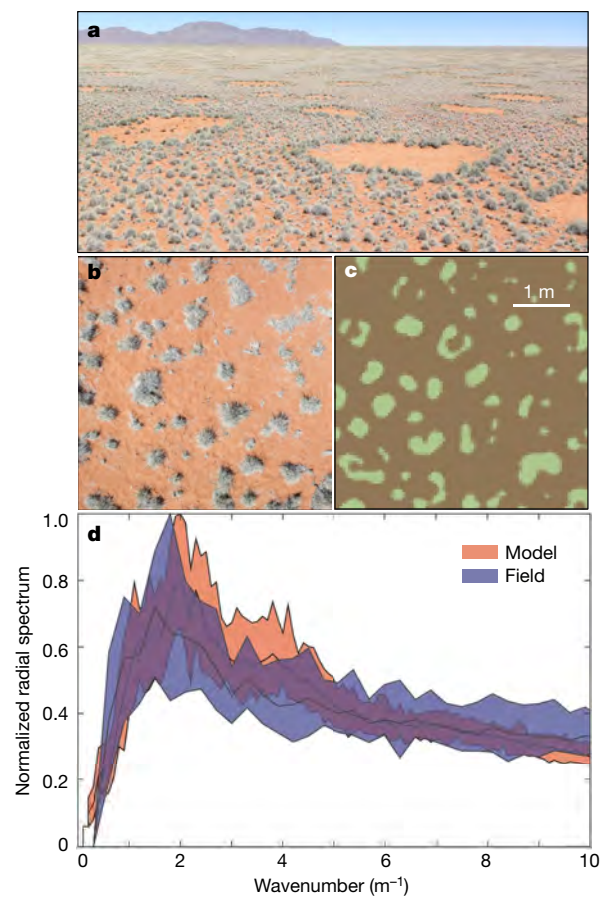 a
b
c
1 m
d
1.0
0.8
0.6
0.4
0.2
0
Normalized radial spectrum
Model
Field
0 2 4 6 8 10
Wavenumber (m⁻¹)